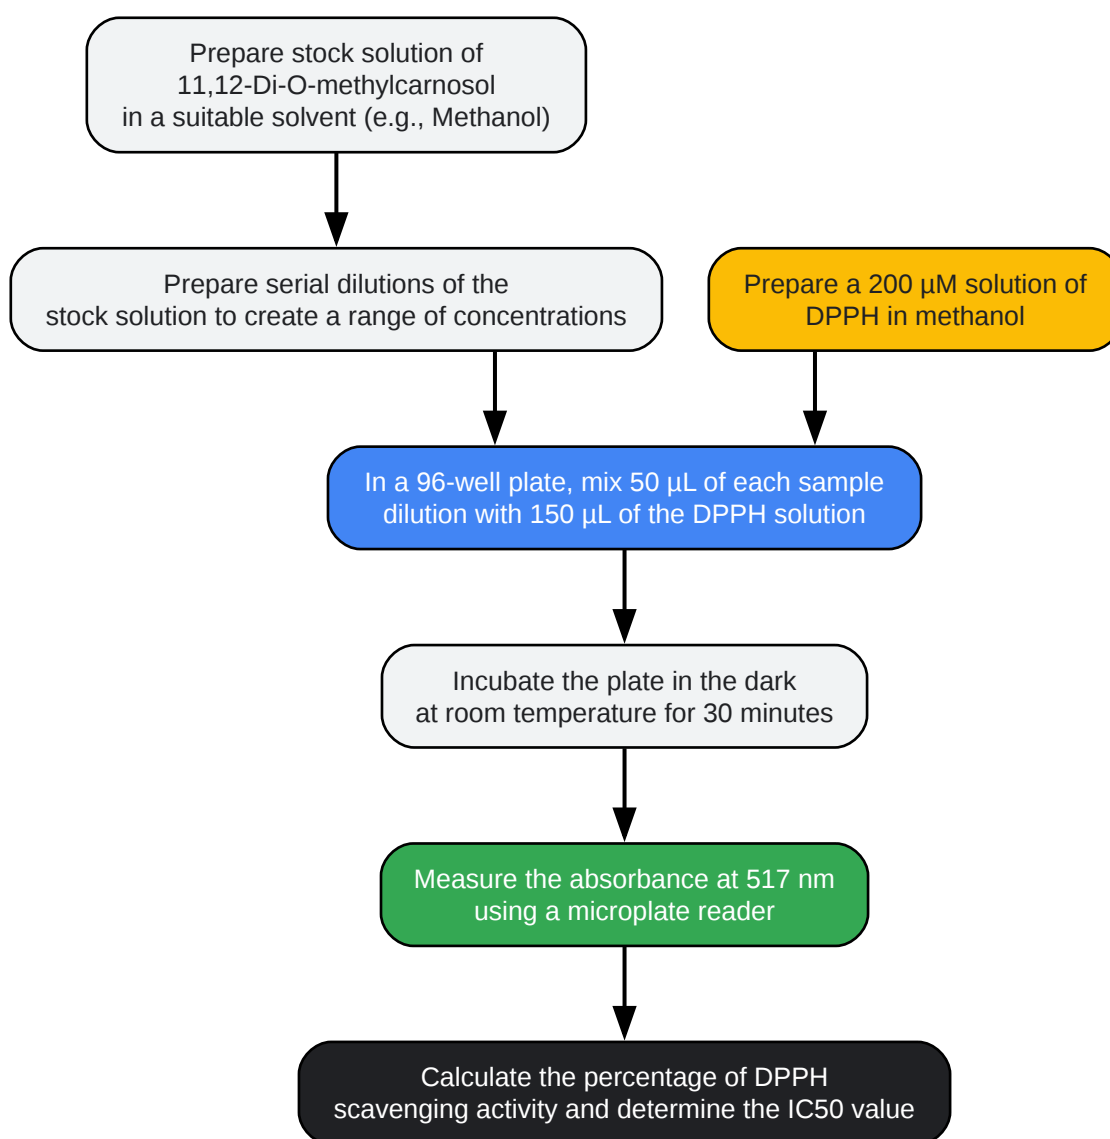 Prepare stock solution of
11,12-Di-O-methylcarnosol
in a suitable solvent (e.g., Methanol)
Prepare serial dilutions of the
stock solution to create a range of concentrations
Prepare a 200 µM solution of
DPPH in methanol
In a 96-well plate, mix 50 µL of each sample
dilution with 150 µL of the DPPH solution
Incubate the plate in the dark
at room temperature for 30 minutes
Measure the absorbance at 517 nm
using a microplate reader
Calculate the percentage of DPPH
scavenging activity and determine the IC50 value